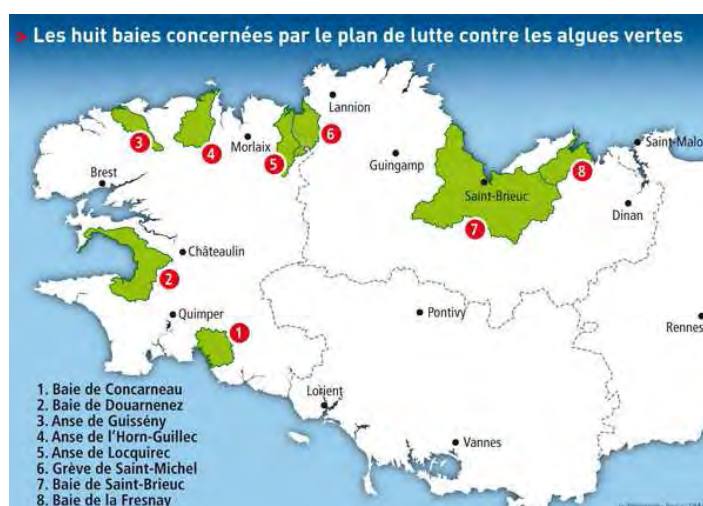 > Les huit baies concernées par le plan de lutte contre les algues vertes
Lannion
Saint-Malo
3
4
Morlaix
5
6
Guingamp
8
Brest
Saint-Brieuc
Dinan
7
Châteaulin
2
Quimper
1
Pontivy
Rennes
Lorient
Vannes
1. Baie de Concarneau
2. Baie de Douarnenez
3. Anse de Guissény
4. Anse de l'Horn-Guillec
5. Anse de Locquirec
6. Grève de Saint-Michel
7. Baie de Saint-Brieuc
8. Baie de la Fresnay